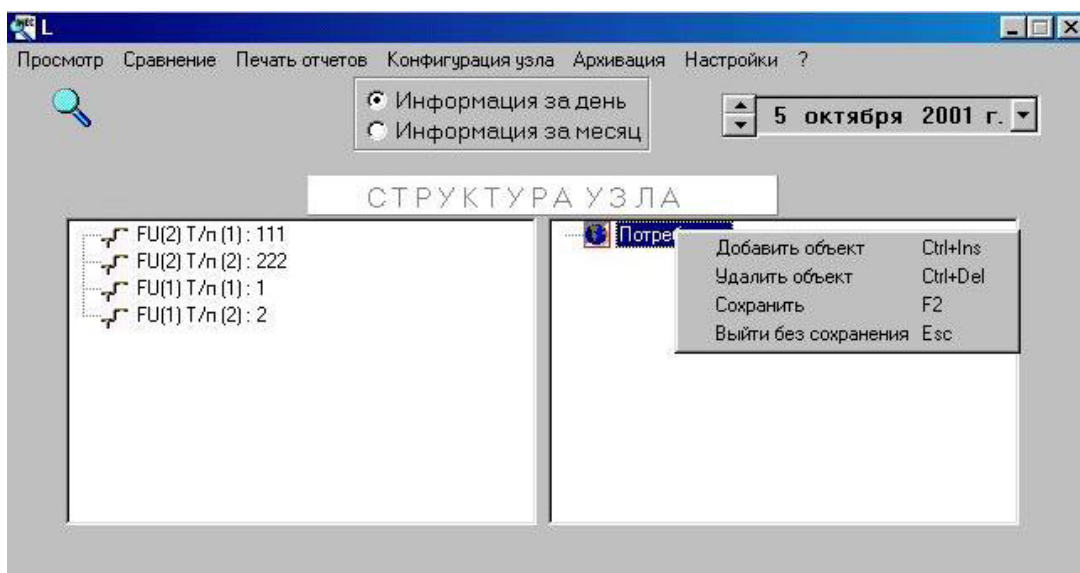 L
Просмотр Сравнение Печать отчетов Конфигурация узла Архивация Настройки ?
Информация за день
Информация за месяц
5 октября 2001 г.
СТРУКТУРА УЗЛА
FU(2) Т/п (1) : 111
FU(2) Т/п (2) : 222
FU(1) Т/п (1) : 1
FU(1) Т/п (2) : 2
Добавить объект Ctrl+Ins
Удалить объект Ctrl+Del
Сохранить F2
Выйти без сохранения Esc